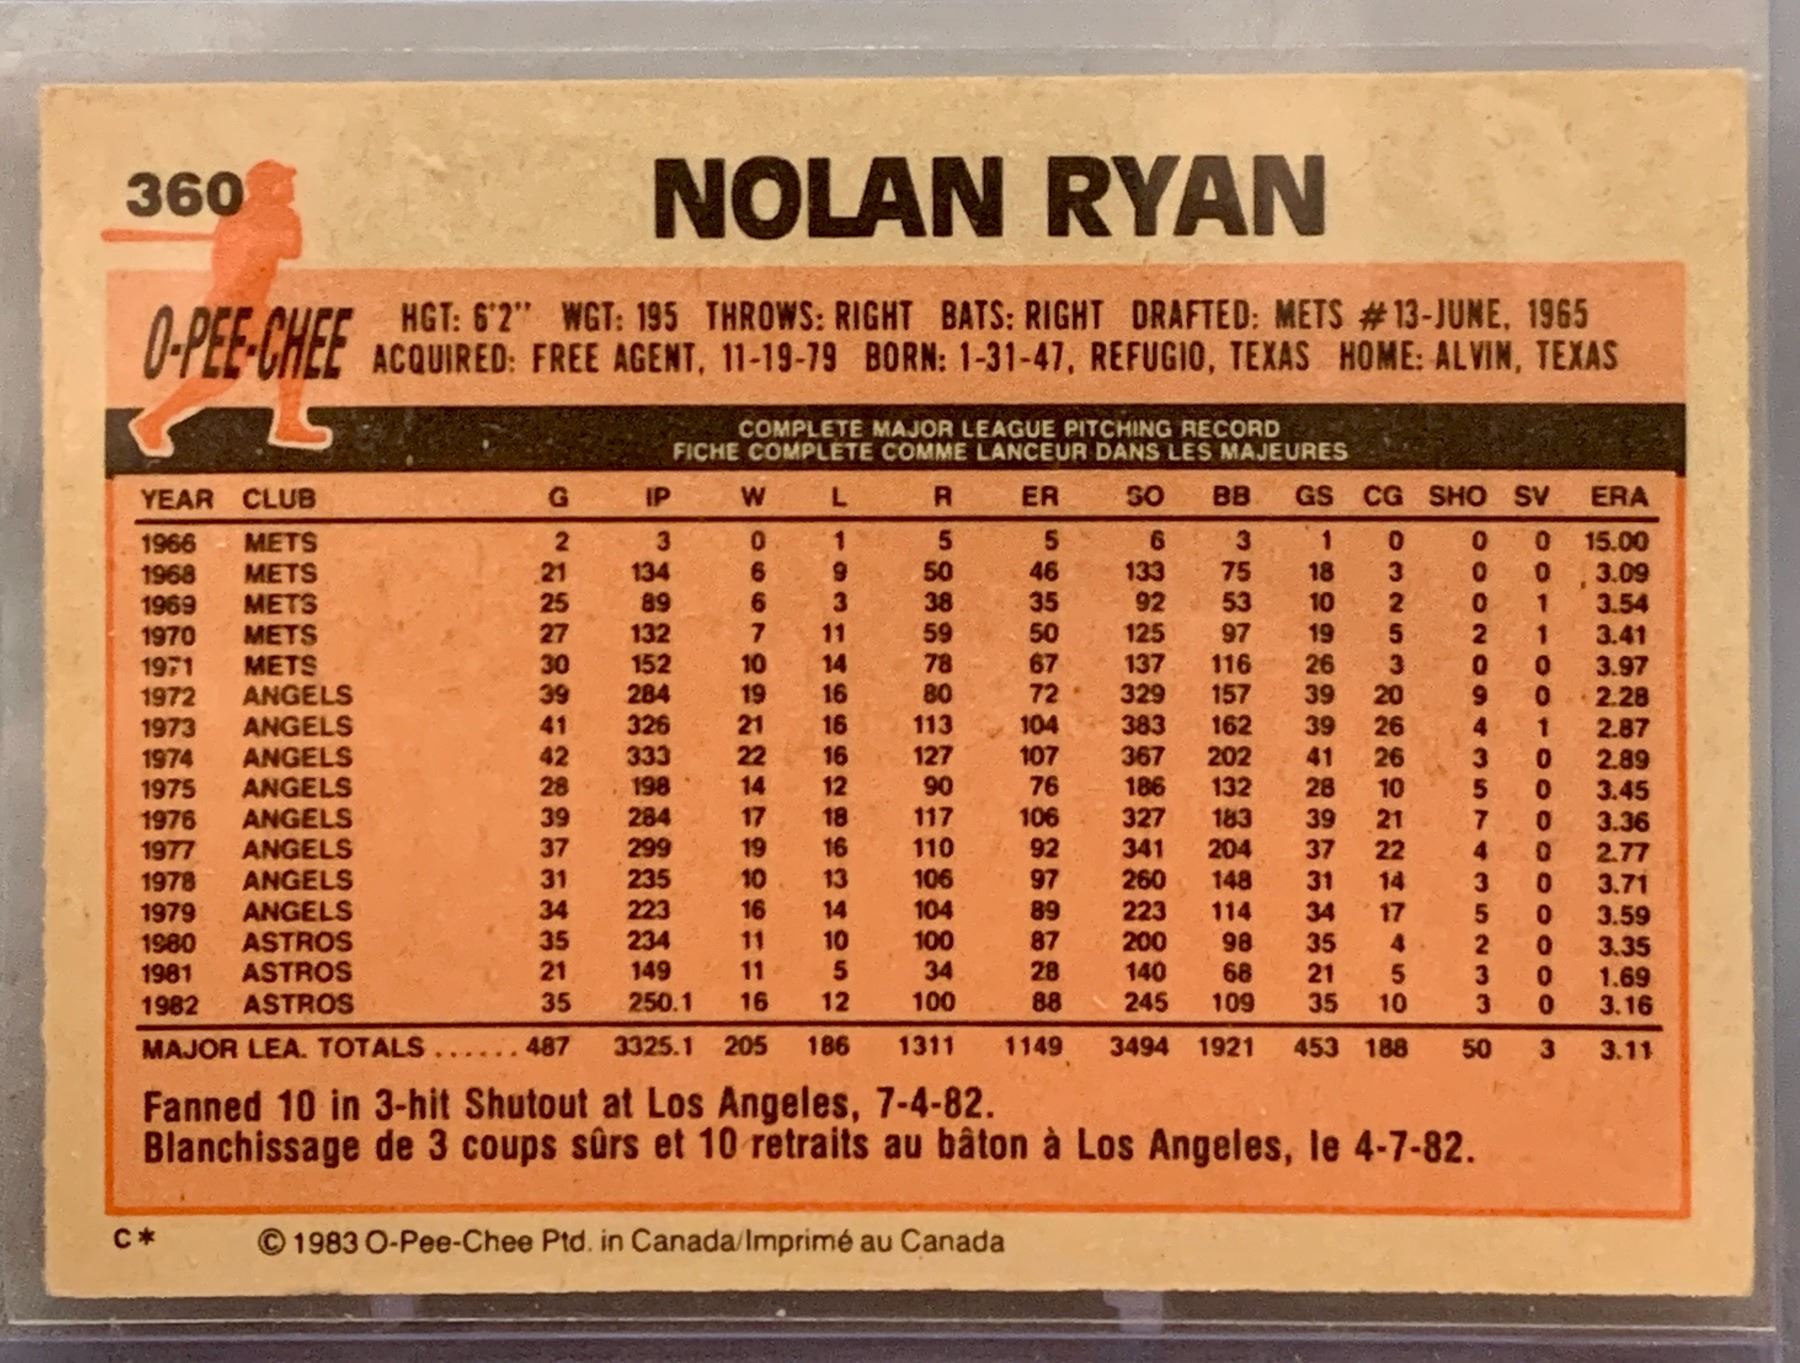 360 NOLAN RYAN
O-PEE-CHEE
HGT: 6'2" WGT: 195 THROWS: RIGHT BATS: RIGHT DRAFTED: METS #13-JUNE, 1965
ACQUIRED: FREE AGENT, 11-19-79 BORN: 1-31-47, REFUGIO, TEXAS HOME: ALVIN, TEXAS
COMPLETE MAJOR LEAGUE PITCHING RECORD
FICHE COMPLETE COMME LANCEUR DANS LES MAJEURES
YEAR CLUB G IP W L R ER SO BB GS CG SHO SV ERA
1966 METS 2 3 0 1 5 5 6 3 1 0 0 0 15.00
1968 METS 21 134 6 9 50 46 133 75 18 3 0 0 3.09
1969 METS 25 89 6 3 38 35 92 53 10 2 0 1 3.54
1970 METS 27 132 7 11 59 50 125 97 19 5 2 1 3.41
1971 METS 30 152 10 14 78 67 137 116 26 3 0 0 3.97
1972 ANGELS 39 284 19 16 80 72 329 157 39 20 9 0 2.28
1973 ANGELS 41 326 21 16 113 104 383 162 39 26 4 1 2.87
1974 ANGELS 42 333 22 16 127 107 367 202 41 26 3 0 2.89
1975 ANGELS 28 198 14 12 90 76 186 132 28 10 5 0 3.45
1976 ANGELS 39 284 17 18 117 106 327 183 39 21 7 0 3.36
1977 ANGELS 37 299 19 16 110 92 341 204 37 22 4 0 2.77
1978 ANGELS 31 235 10 13 106 97 260 148 31 14 3 0 3.71
1979 ANGELS 34 223 16 14 104 89 223 114 34 17 5 0 3.59
1980 ASTROS 35 234 11 10 100 87 200 98 35 4 2 0 3.35
1981 ASTROS 21 149 11 5 34 28 140 68 21 5 3 0 1.69
1982 ASTROS 35 250.1 16 12 100 88 245 109 35 10 3 0 3.16
MAJOR LEA. TOTALS ...... 487 3325.1 205 186 1311 1149 3494 1921 453 188 50 3 3.11
Fanned 10 in 3-hit Shutout at Los Angeles, 7-4-82.
Blanchissage de 3 coups sûrs et 10 retraits au bâton à Los Angeles, le 4-7-82.
C* © 1983 O-Pee-Chee Ptd. in Canada/Imprimé au Canada